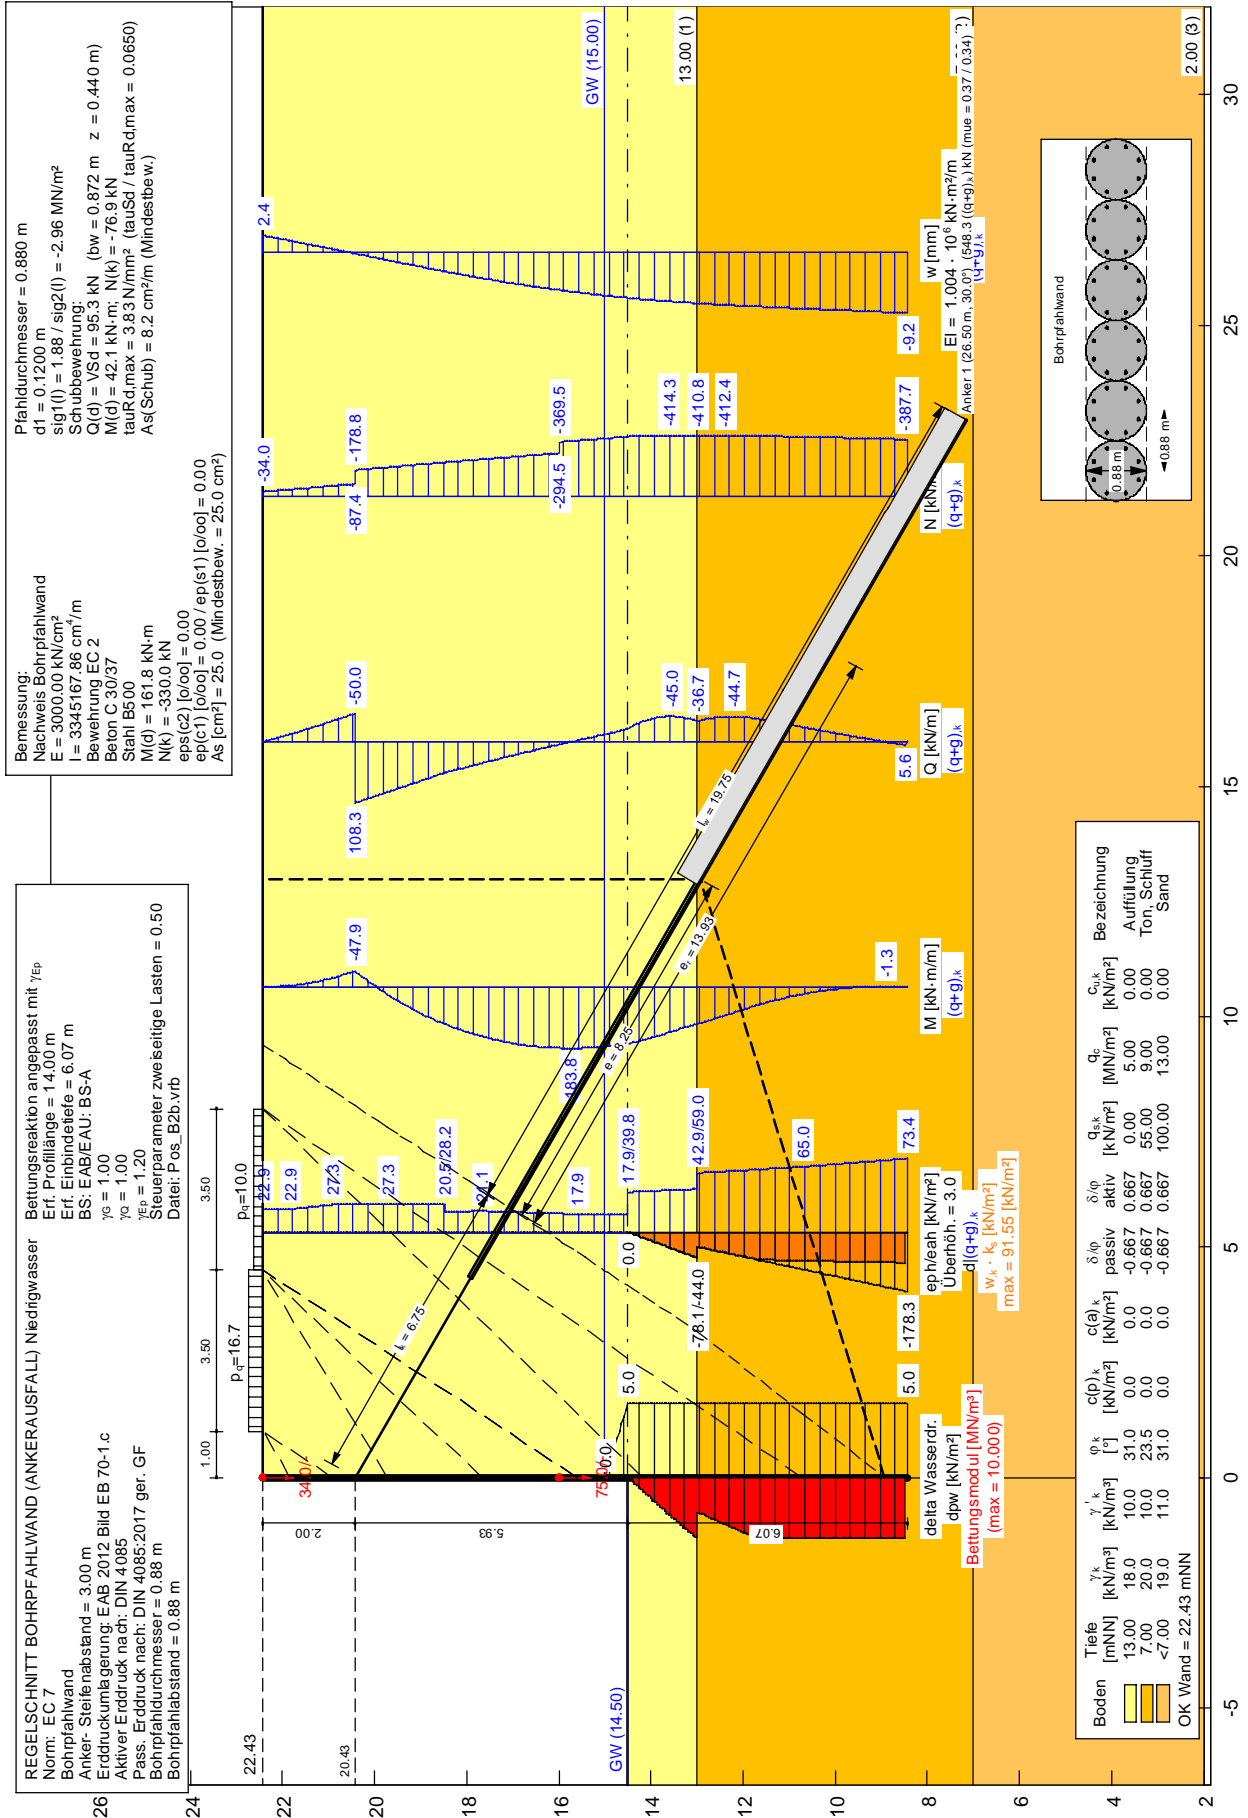 REGELSCHNITT BOHRPFAHLWAND (ANKERAUSFALL) Niedrigwasser
Norm: EC 7
Bohrpfahlwand
Anker- Steifenabstand = 3.00 m
Erddruckumlagerung: EAB 2012 Bild EB 70-1.c
Aktiver Erddruck nach: DIN 4085
Pass. Erddruck nach: DIN 4085:2017 ger. GF
Bohrpfahldurchmesser = 0.88 m
Bohrpfahlabstand = 0.88 m
Bettungsreaktion angepasst mit γEp
Erf. Profillänge = 14.00 m
Erf. Einbindetiefe = 6.07 m
BS: EAB/EAU: BS-A
γG = 1.00
γQ = 1.00
γEp = 1.20
Steuerparameter zweiseitige Lasten = 0.50
Datei: Pos_B2b.vrb
Bemessung:
Nachweis Bohrpfahlwand
E = 3000.00 kN/cm²
I = 3345167.86 cm⁴/m
Bewehrung EC 2
Beton C 30/37
Stahl B500
M(d) = 161.8 kN·m
N(k) = -330.0 kN
eps(c2) [o/oo] = 0.00
ep(c1) [o/oo] = 0.00 / ep(s1) [o/oo] = 0.00
As [cm²] = 25.0 (Mindestbew. = 25.0 cm²)
Pfahldurchmesser = 0.880 m
d1 = 0.1200 m
sig1(I) = 1.88 / sig2(I) = -2.96 MN/m²
Schubbewehrung:
Q(d) = VSd = 95.3 kN (bw = 0.872 m z = 0.440 m)
M(d) = 42.1 kN·m; N(k) = -76.9 kN
tauRd,max = 3.83 N/mm² (tauSd / tauRd,max = 0.0650)
As(Schub) = 8.2 cm²/m (Mindestbew.)
1.00
3.50
3.50
pq=16.7
pq=10.0
22.43
20.43
2.00
5.93
6.07
34.0/-
75.0/
GW (14.50)
GW (15.00)
13.00 (1)
2.00 (3)
0.0
5.0
5.0
delta Wasserdr.
dpw [kN/m²]
Bettungsmodul [MN/m³]
(max = 10.000)
22.9
22.9
27.3
27.3
20.5/28.2
21.1
17.9
17.9/39.8
42.9/59.0
65.0
73.4
0.0
-78.1/-44.0
-178.3
eph/eah [kN/m²]
Überhöh. = 3.0
d|(q+g),k
w,k · ks [kN/m²]
max = 91.55 [kN/m²]
-47.9
183.8
-1.3
M [kN·m/m]
(q+g),k
-50.0
108.3
-45.0
-36.7
-44.7
5.6
Q [kN/m]
(q+g),k
-34.0
-87.4
-178.8
-294.5
-369.5
-414.3
-410.8
-412.4
-387.7
(q+g),k
2.4
-9.2
w [mm]
(q+g),k
EI = 1.004 · 10⁶ kN·m²/m
Anker 1 (26.50 m, 30.0°) (548.3 ((q+g),k) kN (mue = 0.37 / 0.34)
lk = 6.75
e = 8.25
er = 13.93
lw = 19.75
Bohrpfahlwand
0.88 m
0.88 m
Boden Tiefe [mNN] γk [kN/m³] γ'k [kN/m³] φk [°] c(p)k [kN/m²] c(a)k [kN/m²] δ/φ passiv δ/φ aktiv qs,k [kN/m²] qc [MN/m²] cu,k [kN/m²] Bezeichnung
13.00 18.0 10.0 31.0 0.0 0.0 -0.667 0.667 0.00 5.00 0.00 Auffüllung
7.00 20.0 10.0 23.5 0.0 0.0 -0.667 0.667 55.00 9.00 0.00 Ton, Schluff
<7.00 19.0 11.0 31.0 0.0 0.0 -0.667 0.667 100.00 13.00 0.00 Sand
OK Wand = 22.43 mNN
26
24
22
20
18
16
14
12
10
8
6
4
2
-5
0
5
10
15
20
25
30